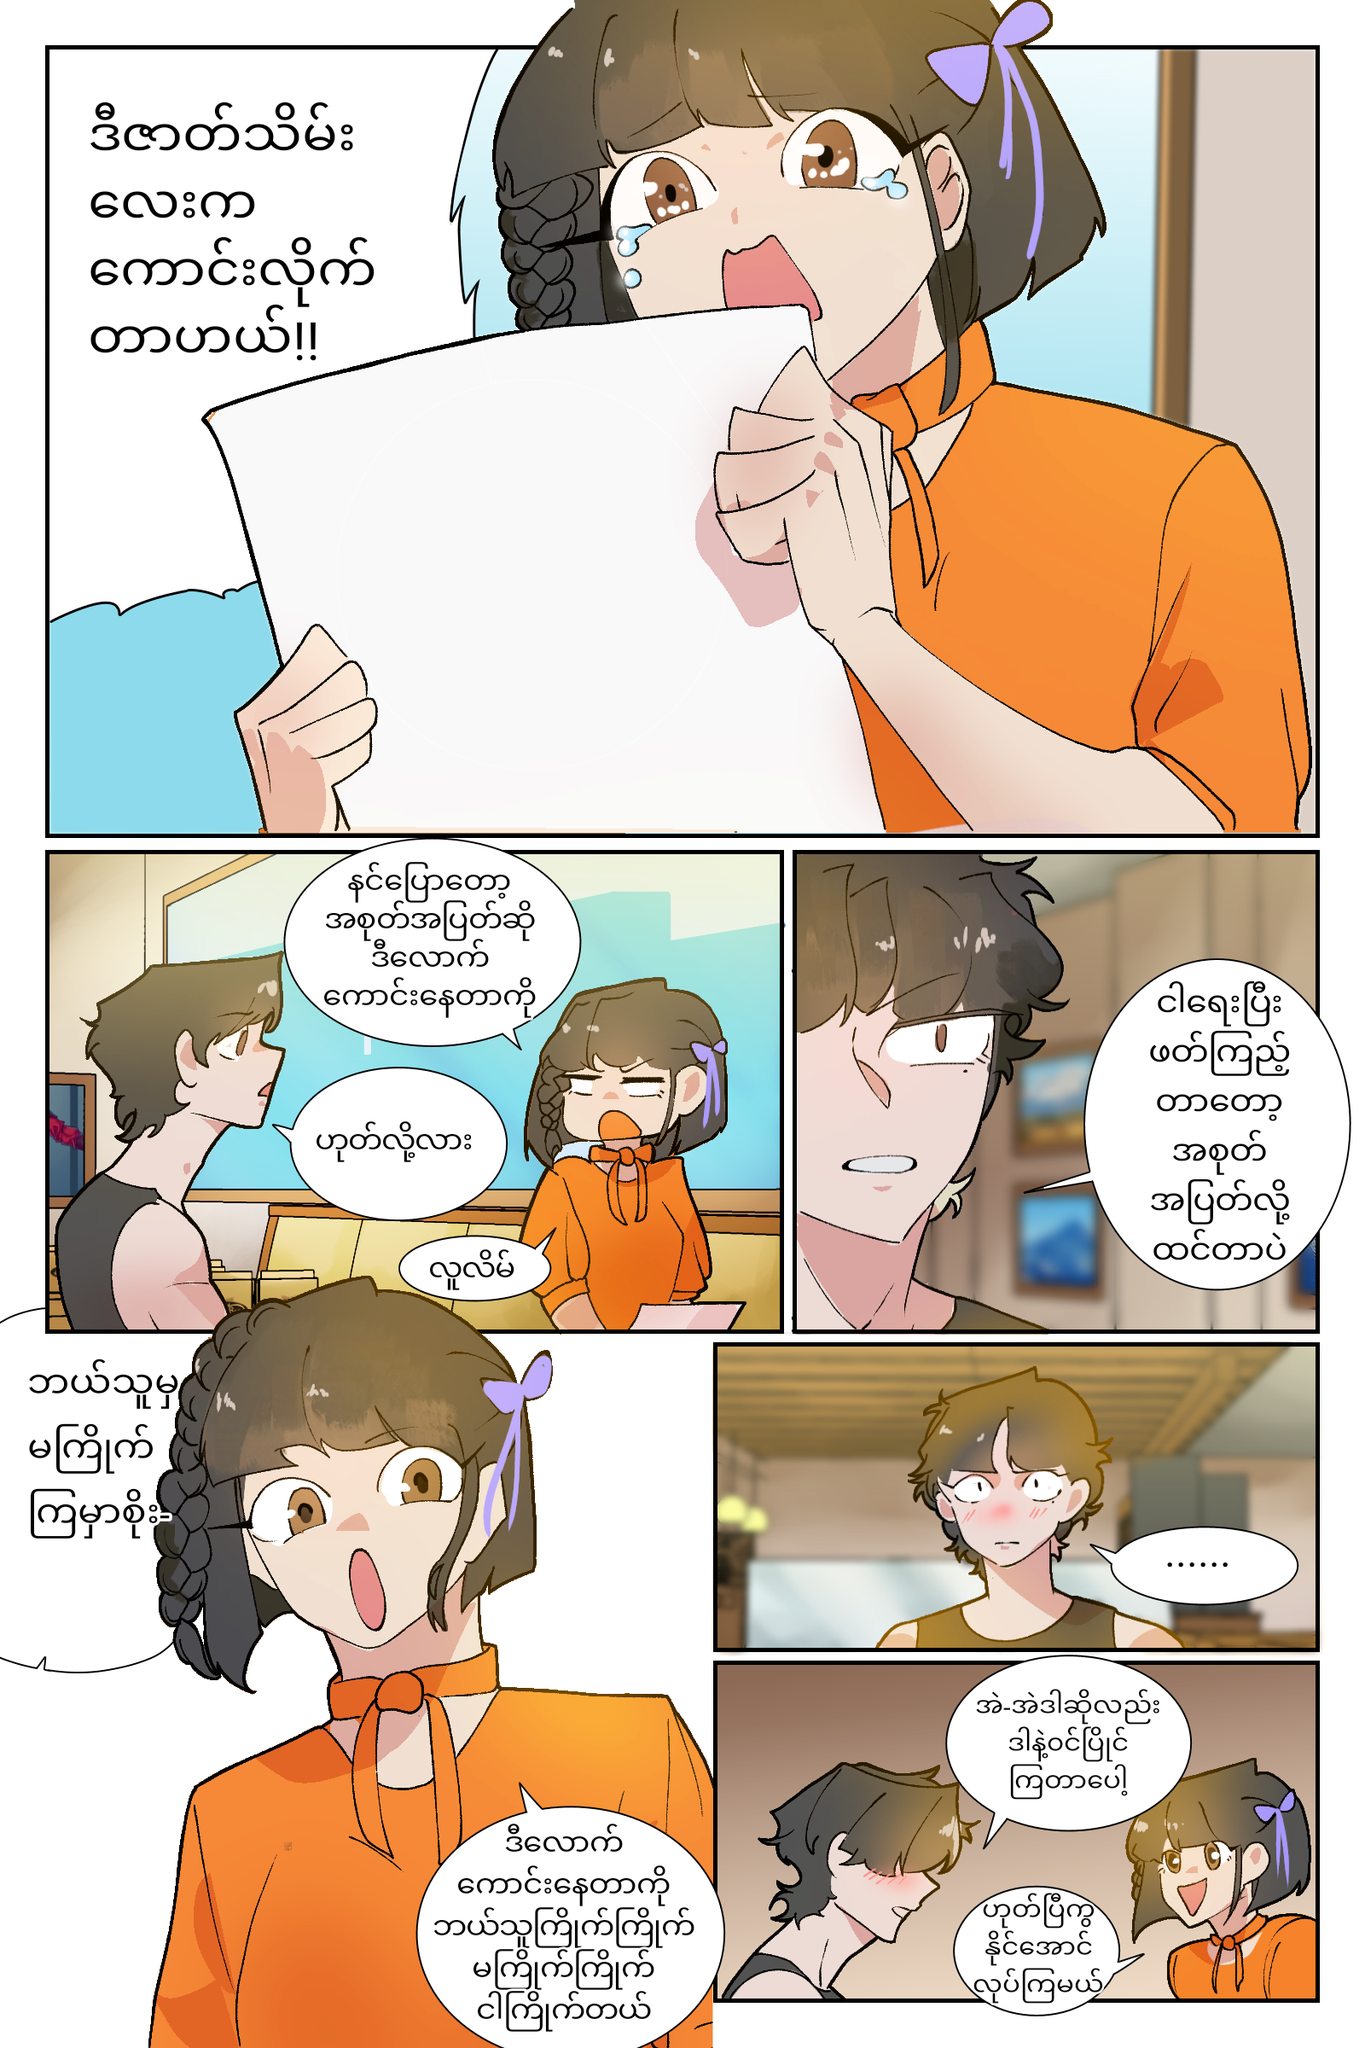 ဒီဇာတ်သိမ်း
လေးက
ကောင်းလိုက်
တာဟယ်!!
နင်ပြောတော့
အစုတ်အပြတ်ဆို
ဒီလောက်
ကောင်းနေတာကို
ဟုတ်လို့လား
လူလိမ်
ငါရေးပြီး
ဖတ်ကြည့်
တာတော့
အစုတ်
အပြတ်လို့
ထင်တာပဲ
ဘယ်သူမှ
မကြိုက်
ကြမှာစိုး-
ဒီလောက်
ကောင်းနေတာကို
ဘယ်သူကြိုက်ကြိုက်
မကြိုက်ကြိုက်
ငါကြိုက်တယ်
......
အဲ-အဲဒါဆိုလည်း
ဒါနဲ့ဝင်ပြိုင်
ကြတာပေါ့
ဟုတ်ပြီကွ
နိုင်အောင်
လုပ်ကြမယ်